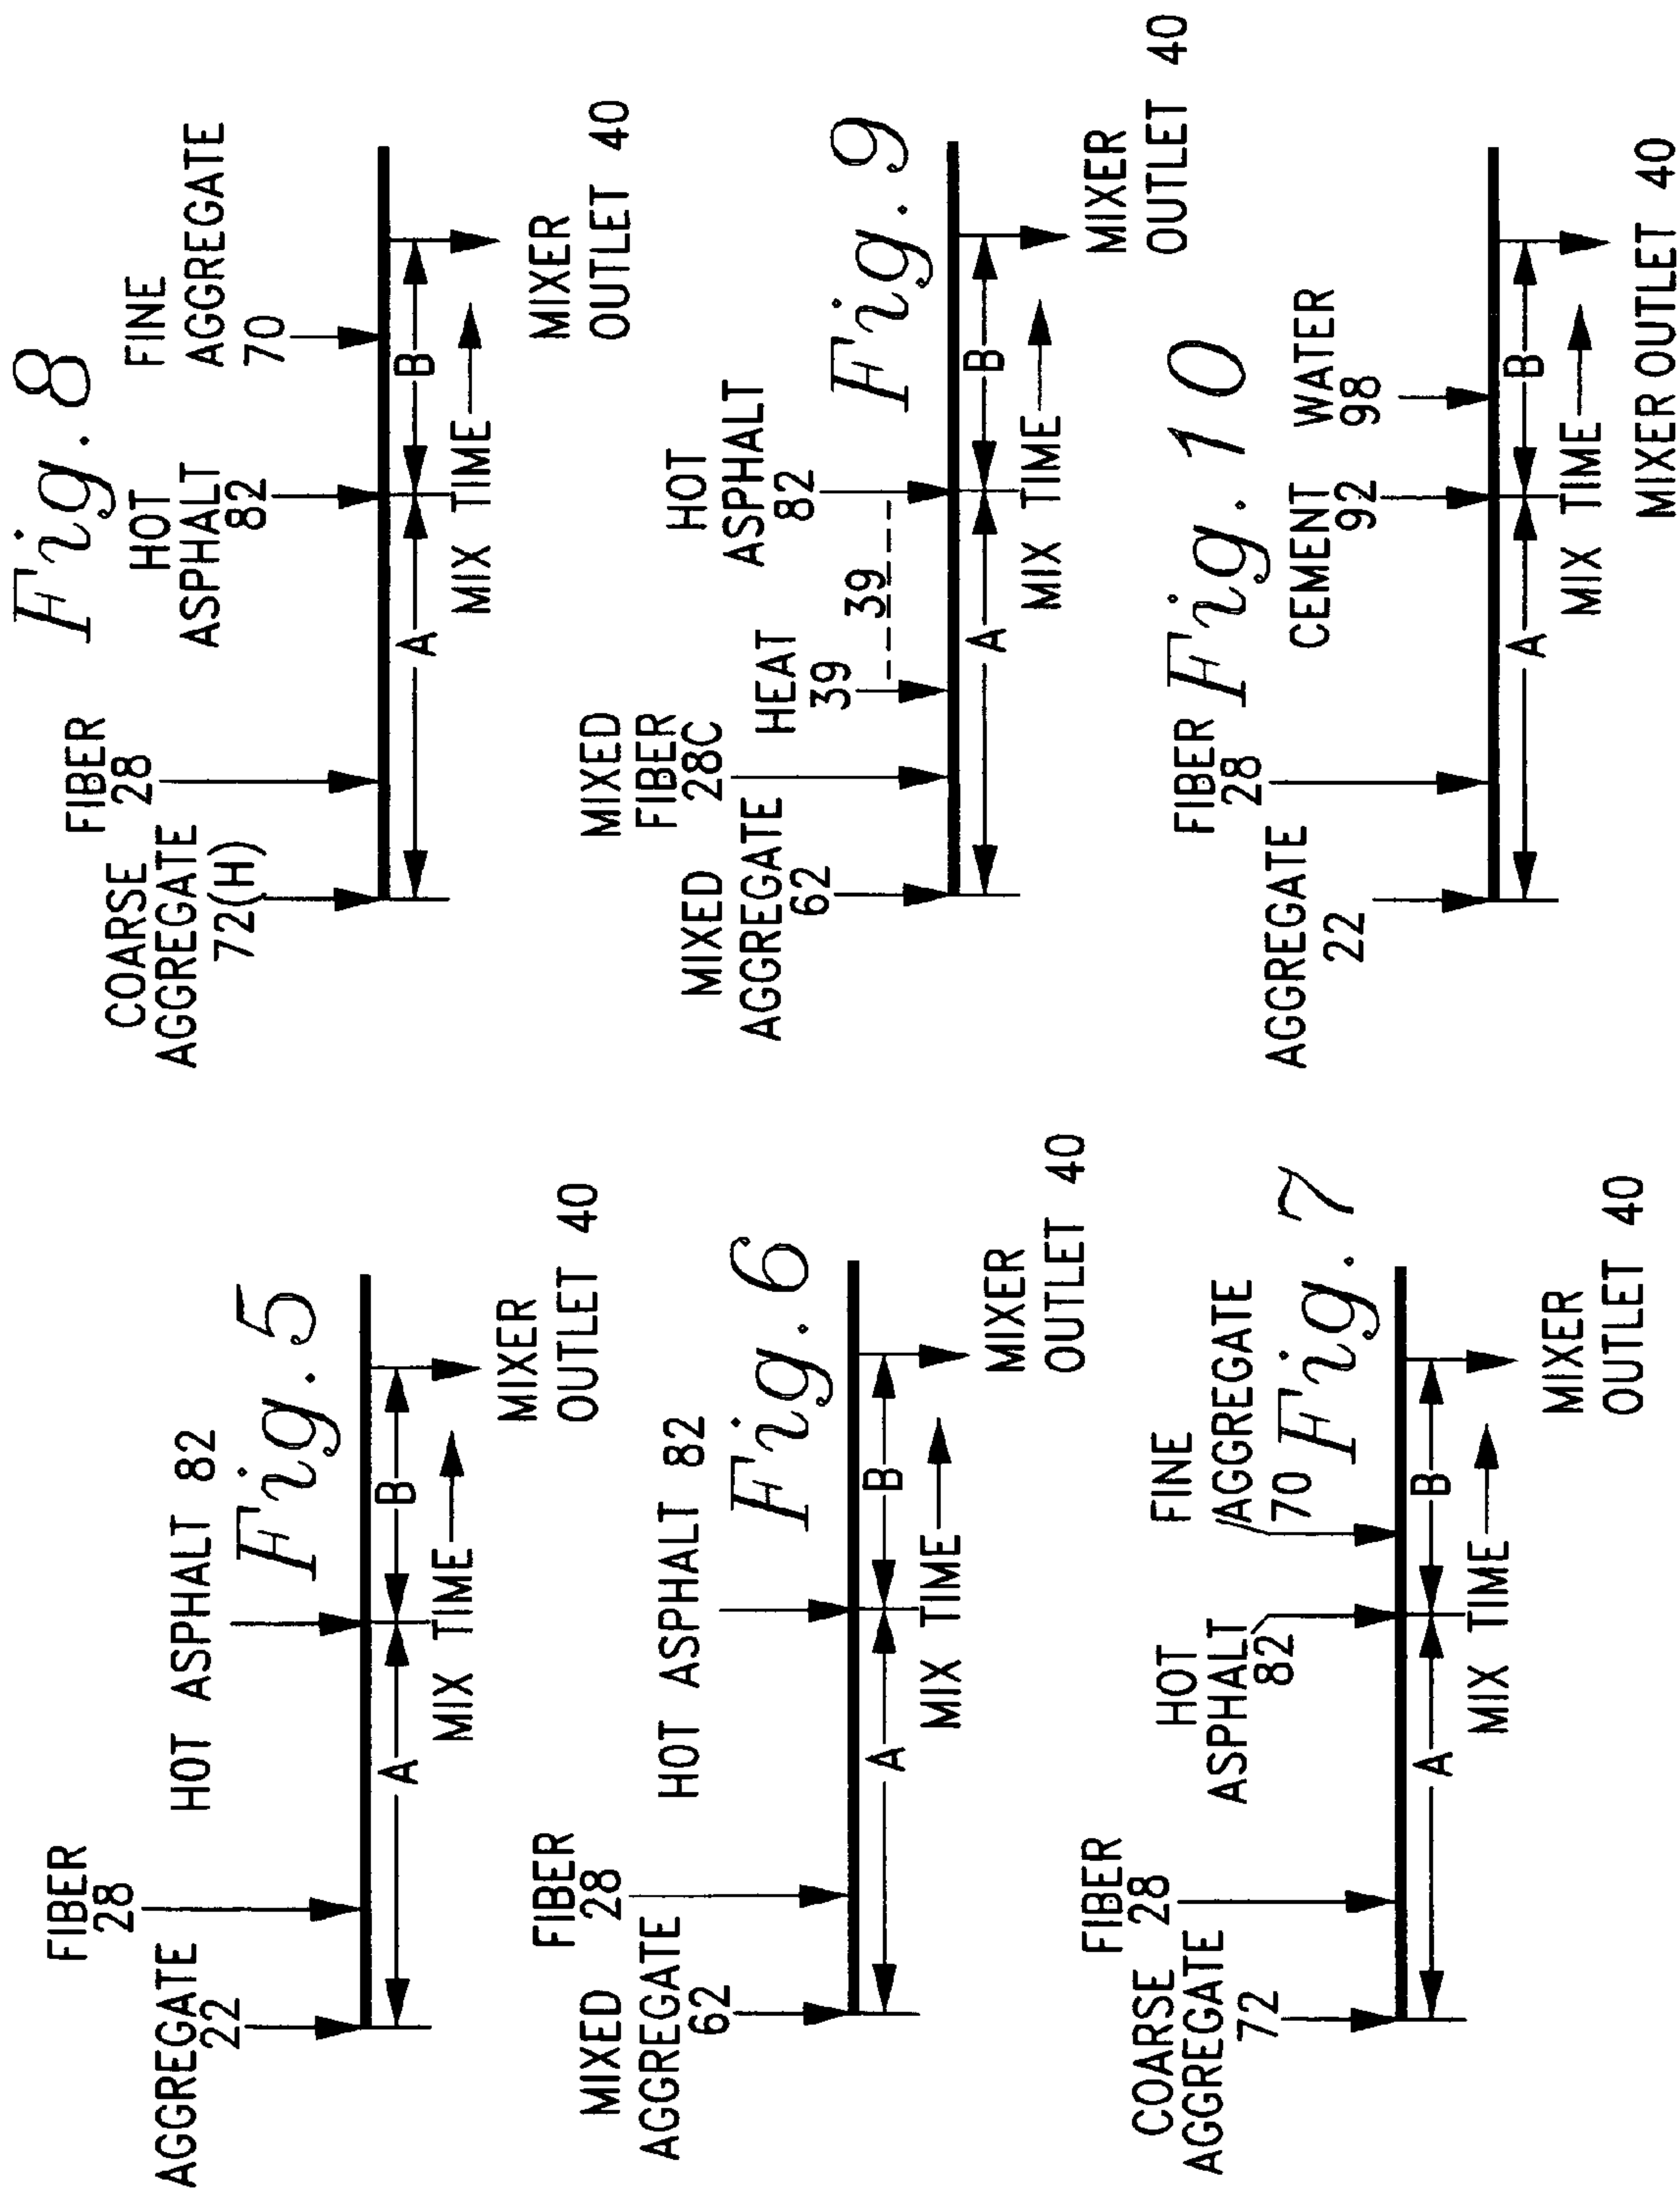 Fig. 5
FIBER
28
AGGREGATE
22
HOT ASPHALT 82
A
B
MIX TIME
MIXER
OUTLET 40
Fig. 6
FIBER
28
MIXED
AGGREGATE
62
HOT ASPHALT 82
A
B
MIX TIME
MIXER
OUTLET 40
Fig. 7
FIBER
28
COARSE
AGGREGATE
72
HOT
ASPHALT
82
FINE
AGGREGATE
70
A
B
MIX TIME
MIXER
OUTLET 40
Fig. 8
FIBER
28
COARSE
AGGREGATE
72(H)
HOT
ASPHALT
82
FINE
AGGREGATE
70
A
B
MIX TIME
MIXER
OUTLET 40
Fig. 9
MIXED
FIBER
28C
MIXED
AGGREGATE
62
HEAT
39
39
HOT
ASPHALT
82
A
B
MIX TIME
MIXER
OUTLET 40
Fig. 10
FIBER
28
AGGREGATE
22
CEMENT
92
WATER
98
A
B
MIX TIME
MIXER OUTLET 40